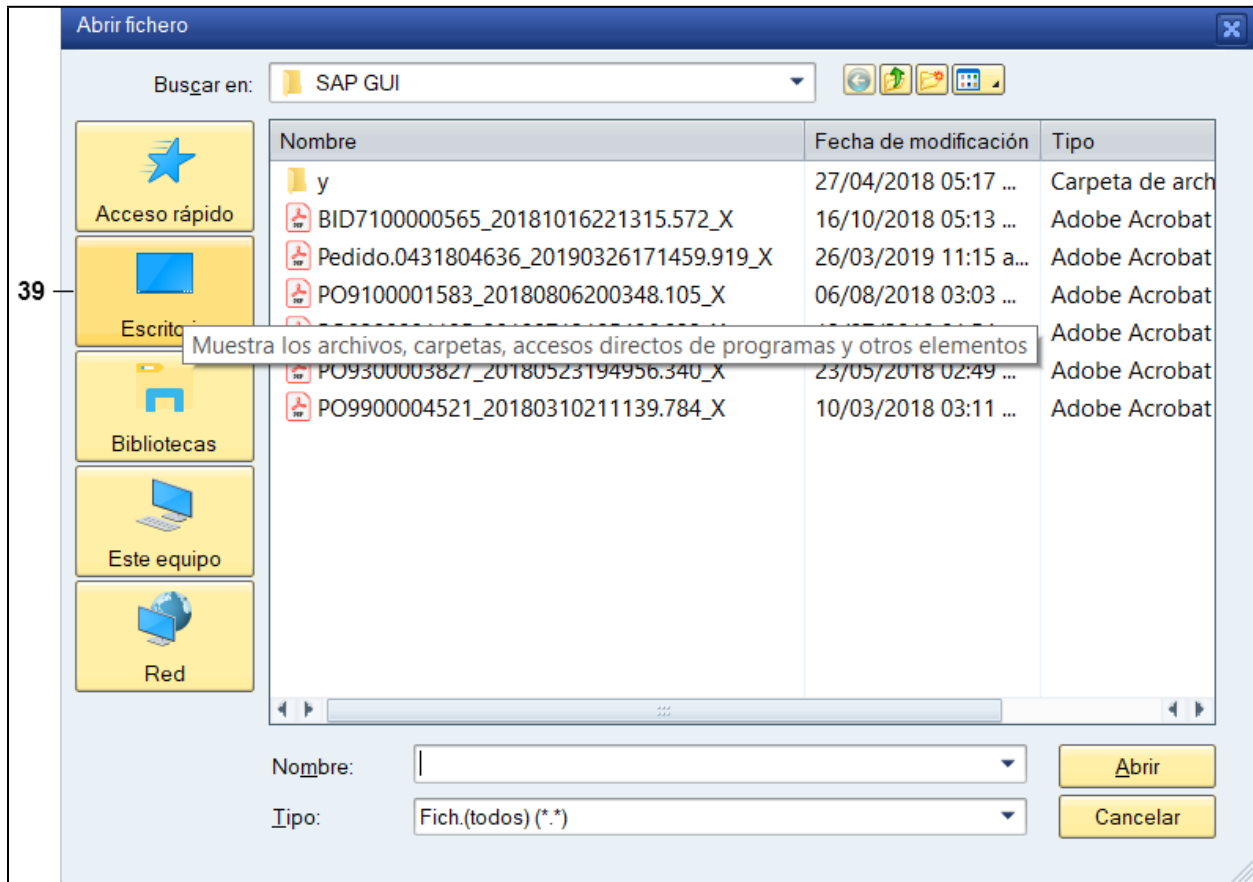 Abrir fichero
Buscar en: SAP GUI
Nombre Fecha de modificación Tipo
y 27/04/2018 05:17 ... Carpeta de arch
Acceso rápido
BID7100000565_20181016221315.572_X 16/10/2018 05:13 ... Adobe Acrobat
Pedido.0431804636_20190326171459.919_X 26/03/2019 11:15 a... Adobe Acrobat
39
PO9100001583_20180806200348.105_X 06/08/2018 03:03 ... Adobe Acrobat
Adobe Acrobat
Muestra los archivos, carpetas, accesos directos de programas y otros elementos
PO9300003827_20180523194956.340_X 23/05/2018 02:49 ... Adobe Acrobat
PO9900004521_20180310211139.784_X 10/03/2018 03:11 ... Adobe Acrobat
Bibliotecas
Este equipo
Red
Nombre: Abrir
Tipo: Fich.(todos) (*.*) Cancelar